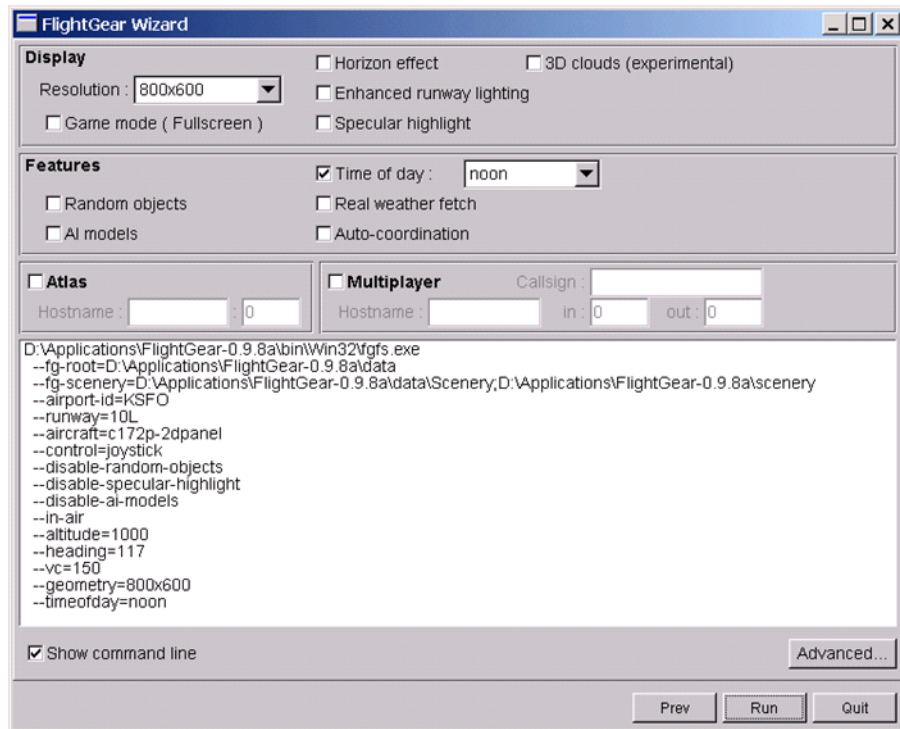 FlightGear Wizard
Display
Horizon effect
3D clouds (experimental)
Resolution : 800x600
Enhanced runway lighting
Game mode ( Fullscreen )
Specular highlight
Features
Time of day : noon
Random objects
Real weather fetch
AI models
Auto-coordination
Atlas
Multiplayer
Callsign :
Hostname : : 0
Hostname : in : 0 out : 0
D:\Applications\FlightGear-0.9.8a\bin\Win32\fgfs.exe
--fg-root=D:\Applications\FlightGear-0.9.8a\data
--fg-scenery=D:\Applications\FlightGear-0.9.8a\data\Scenery;D:\Applications\FlightGear-0.9.8a\scenery
--airport-id=KSFO
--runway=10L
--aircraft=c172p-2dpanel
--control=joystick
--disable-random-objects
--disable-specular-highlight
--disable-ai-models
--in-air
--altitude=1000
--heading=117
--vc=150
--geometry=800x600
--timeofday=noon
Show command line
Advanced...
Prev
Run
Quit